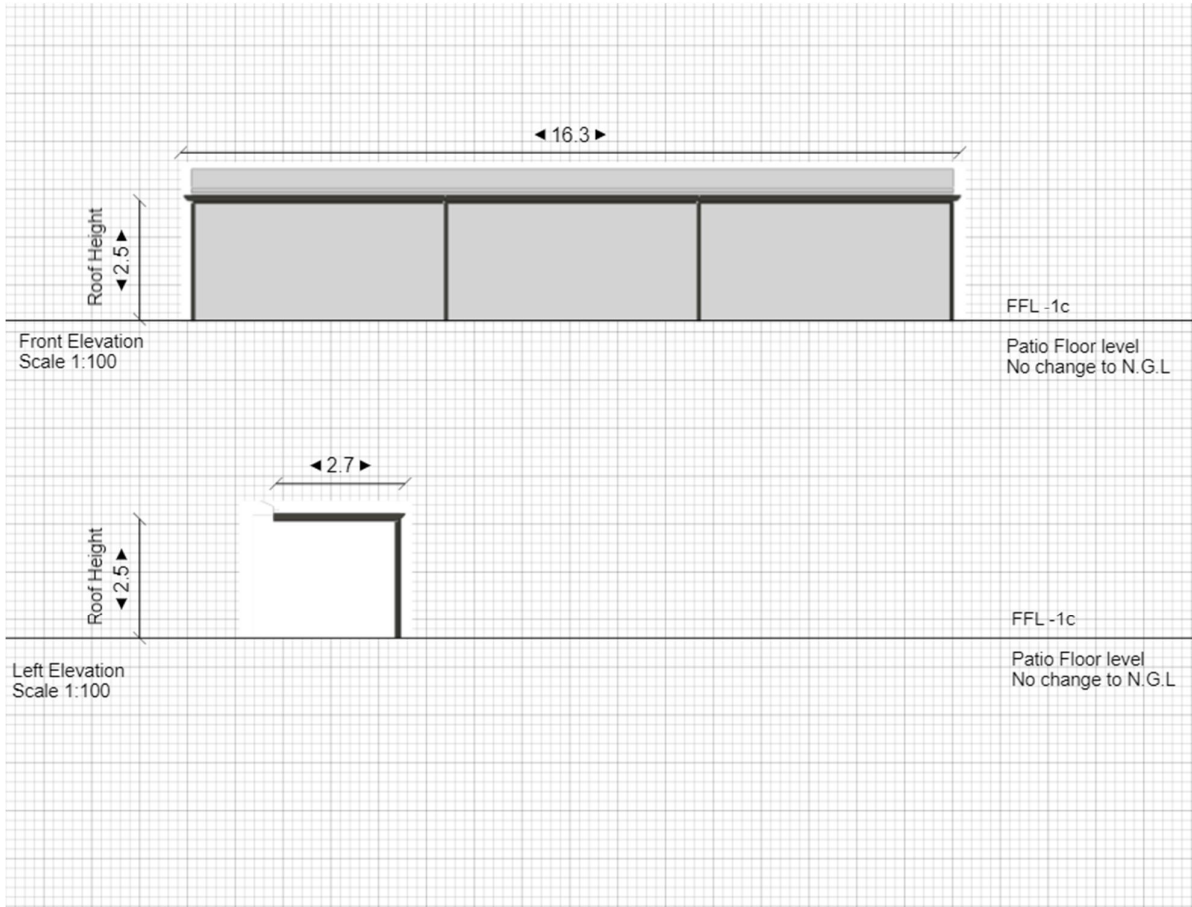 ◄ 16.3 ►
Roof Height
◄ 2.5 ►
FFL -1c
Front Elevation
Scale 1:100
Patio Floor level
No change to N.G.L
◄ 2.7 ►
Roof Height
◄ 2.5 ►
FFL -1c
Left Elevation
Scale 1:100
Patio Floor level
No change to N.G.L